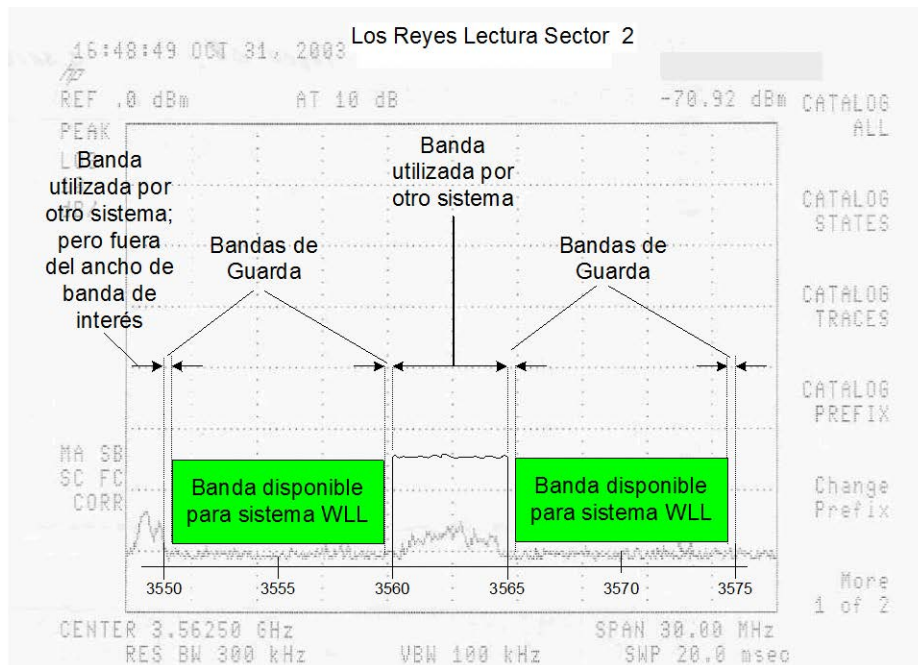 Los Reyes Lectura Sector 2
16:48:49 OCT 31, 2003
hp
REF .0 dBm AT 10 dB -70.92 dBm
PEAK
LOG
dB/
Banda
utilizada por
otro sistema;
pero fuera
del ancho de
banda de
interés
Bandas de
Guarda
Banda
utilizada por
otro sistema
Bandas de
Guarda
CATALOG
ALL
CATALOG
STATES
CATALOG
TRACES
CATALOG
PREFIX
Change
Prefix
More
1 of 2
MA SB
SC FC
CORR
Banda disponible
para sistema WLL
Banda disponible
para sistema WLL
3550 3555 3560 3565 3570 3575
CENTER 3.56250 GHz SPAN 30.00 MHz
RES BW 300 kHz VBW 100 kHz SWP 20.0 msec